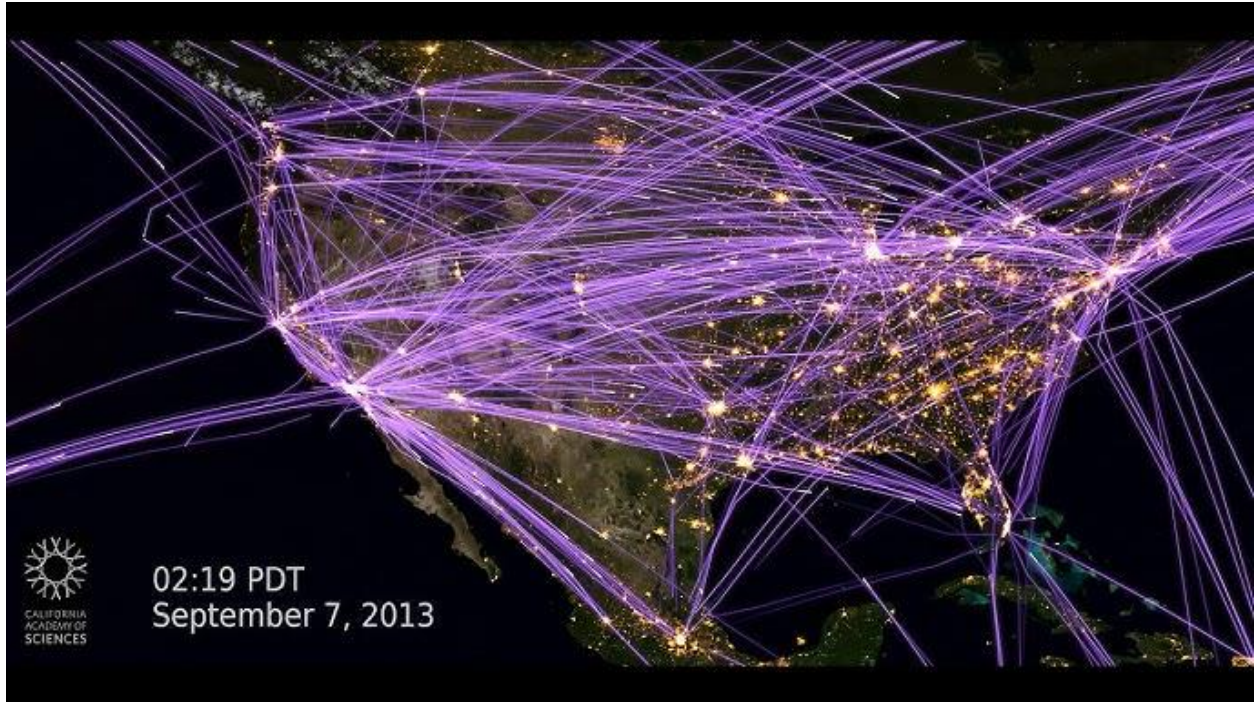 02:19 PDT
September 7, 2013
CALIFORNIA
ACADEMY OF
SCIENCES